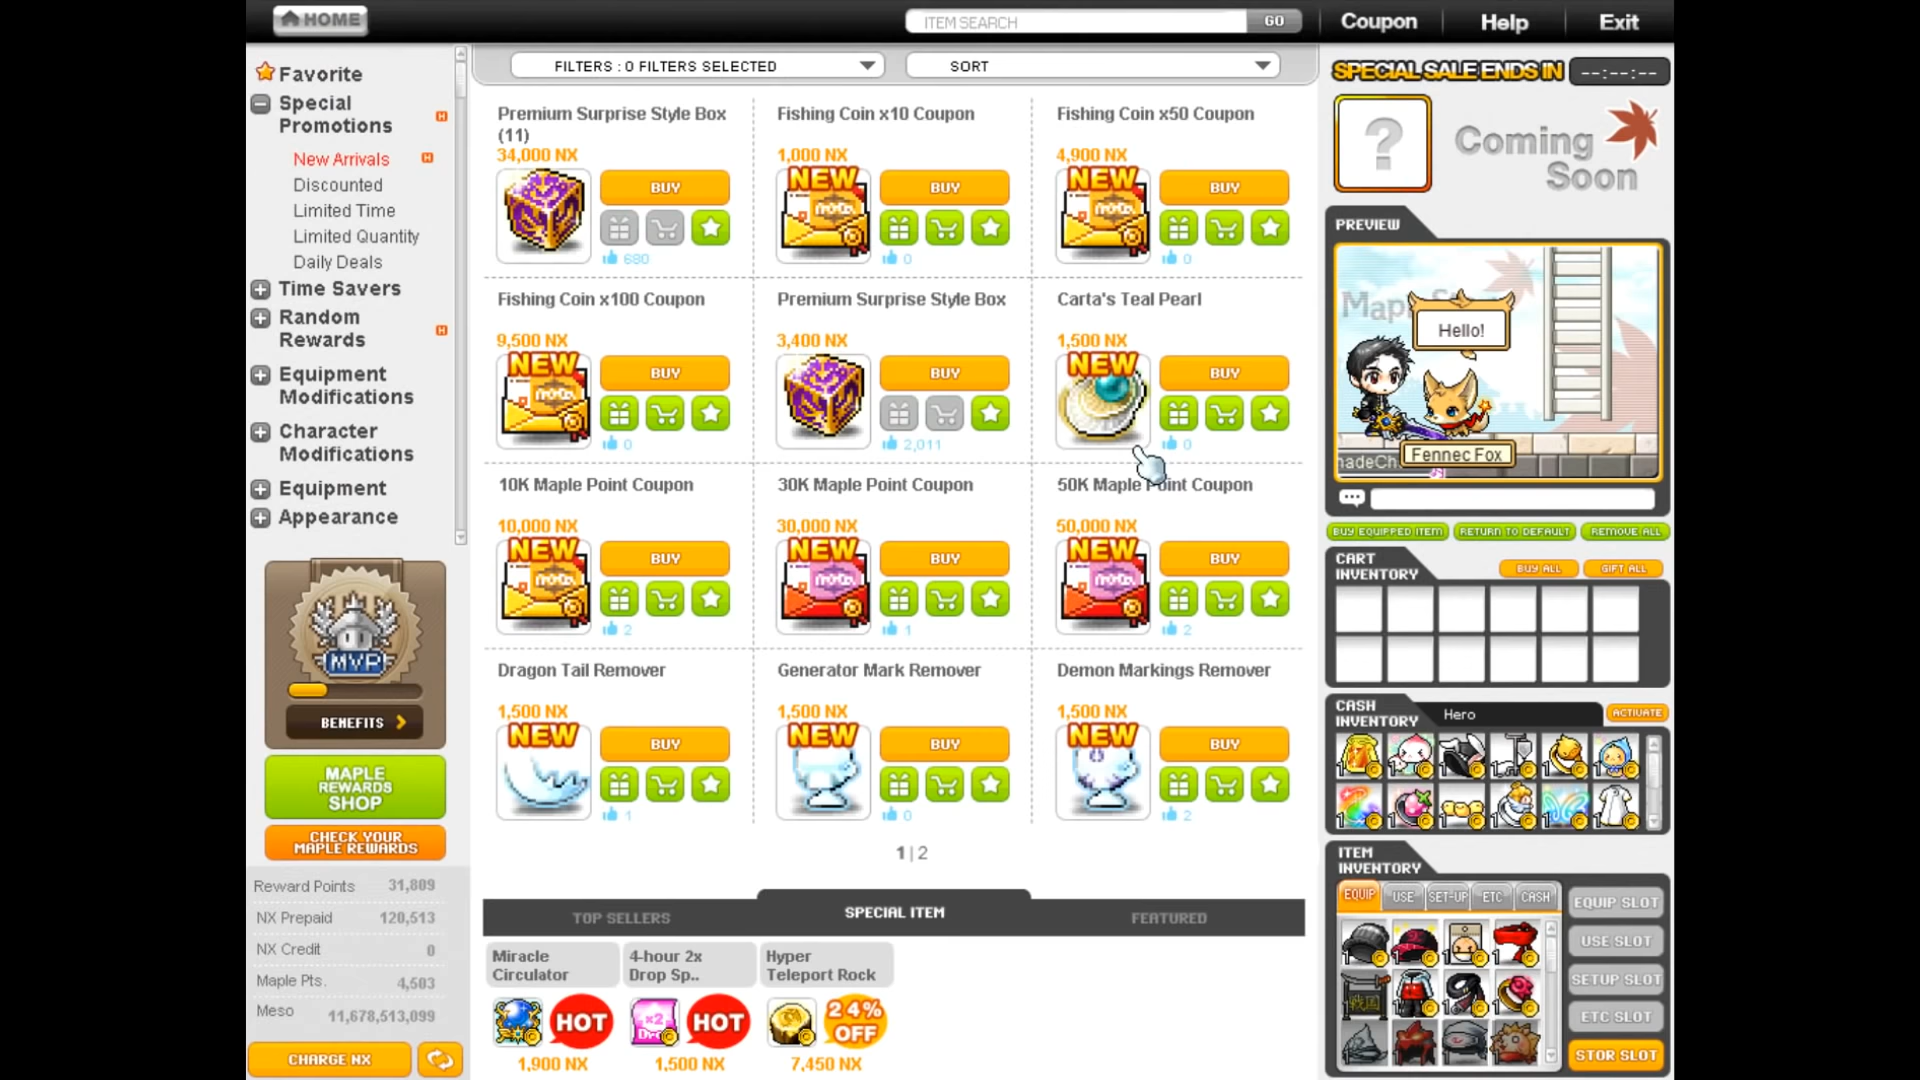 HOME
ITEM SEARCH
GO
Coupon
Help
Exit
Favorite
Special
Promotions
New Arrivals
Discounted
Limited Time
Limited Quantity
Daily Deals
Time Savers
Random
Rewards
Equipment
Modifications
Character
Modifications
Equipment
Appearance
MVP
BENEFITS
MAPLE
REWARDS
SHOP
CHECK YOUR
MAPLE REWARDS
Reward Points 31,809
NX Prepaid 120,513
NX Credit 0
Maple Pts. 4,503
Meso 11,678,513,099
CHARGE NX
FILTERS : 0 FILTERS SELECTED
SORT
Premium Surprise Style Box
(11)
34,000 NX
BUY
680
Fishing Coin x10 Coupon
1,000 NX
NEW
BUY
0
Fishing Coin x50 Coupon
4,900 NX
NEW
BUY
0
Fishing Coin x100 Coupon
9,500 NX
NEW
BUY
0
Premium Surprise Style Box
3,400 NX
BUY
2,011
Carta's Teal Pearl
1,500 NX
NEW
BUY
0
10K Maple Point Coupon
10,000 NX
NEW
BUY
2
30K Maple Point Coupon
30,000 NX
NEW
BUY
1
50K Maple Point Coupon
50,000 NX
NEW
BUY
2
Dragon Tail Remover
1,500 NX
NEW
BUY
1
Generator Mark Remover
1,500 NX
NEW
BUY
0
Demon Markings Remover
1,500 NX
NEW
BUY
2
1 | 2
TOP SELLERS
SPECIAL ITEM
FEATURED
Miracle
Circulator
HOT
1,900 NX
4-hour 2x
Drop Sp..
HOT
1,500 NX
Hyper
Teleport Rock
24%
OFF
7,450 NX
SPECIAL SALE ENDS IN --:--:--
?
Coming
Soon
PREVIEW
Hello!
Fennec Fox
BUY EQUIPPED ITEM
RETURN TO DEFAULT
REMOVE ALL
CART
INVENTORY
BUY ALL
GIFT ALL
CASH
INVENTORY
Hero
ACTIVATE
ITEM
INVENTORY
EQUIP
USE
SET-UP
ETC
CASH
EQUIP SLOT
USE SLOT
SETUP SLOT
ETC SLOT
STOR SLOT